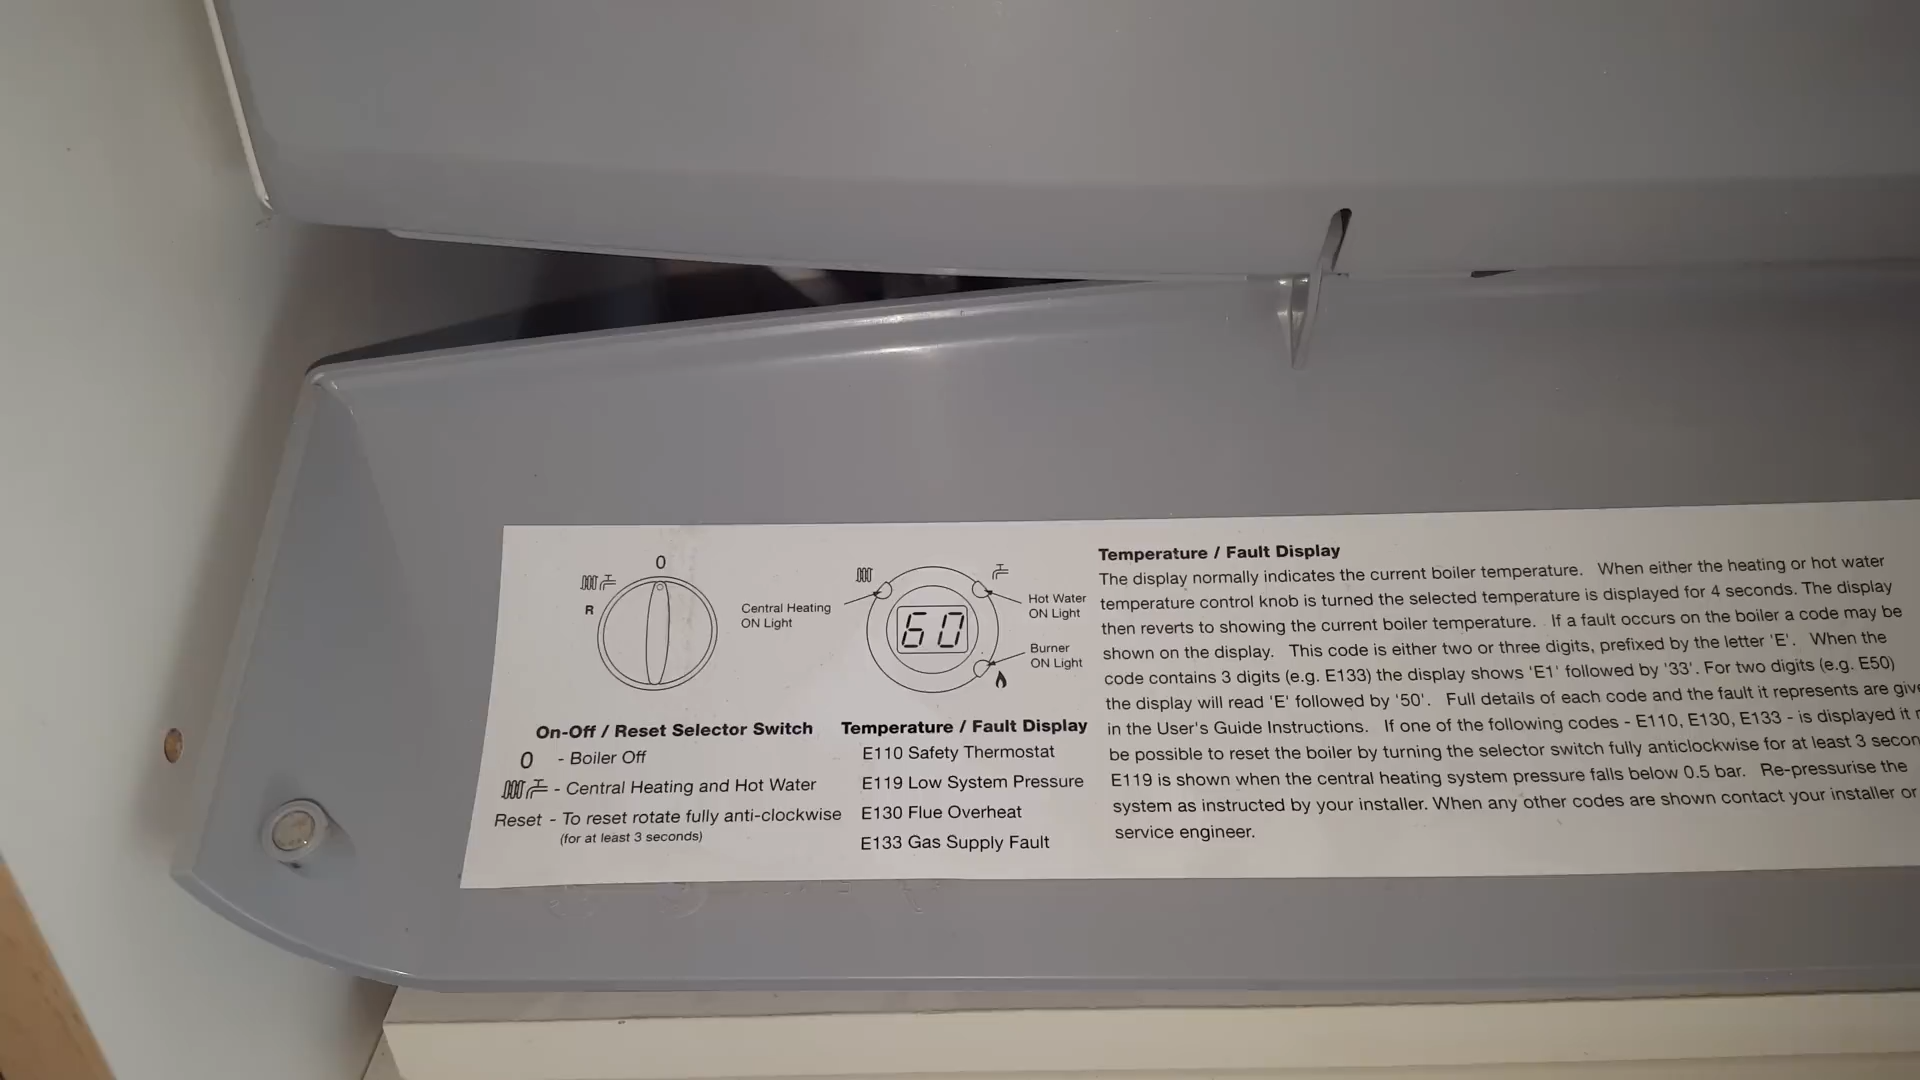 0
R
Central Heating
ON Light
60
Hot Water
ON Light
Burner
ON Light
On-Off / Reset Selector Switch
0 - Boiler Off
- Central Heating and Hot Water
Reset - To reset rotate fully anti-clockwise
(for at least 3 seconds)
Temperature / Fault Display
E110 Safety Thermostat
E119 Low System Pressure
E130 Flue Overheat
E133 Gas Supply Fault
Temperature / Fault Display
The display normally indicates the current boiler temperature. When either the heating or hot water
temperature control knob is turned the selected temperature is displayed for 4 seconds. The display
then reverts to showing the current boiler temperature. If a fault occurs on the boiler a code may be
shown on the display. This code is either two or three digits, prefixed by the letter 'E'. When the
code contains 3 digits (e.g. E133) the display shows 'E1' followed by '33'. For two digits (e.g. E50)
the display will read 'E' followed by '50'. Full details of each code and the fault it represents are
in the User's Guide Instructions. If one of the following codes - E110, E130, E133 - is displayed it
be possible to reset the boiler by turning the selector switch fully anticlockwise for at least 3
E119 is shown when the central heating system pressure falls below 0.5 bar. Re-pressurise the
system as instructed by your installer. When any other codes are shown contact your installer or
service engineer.